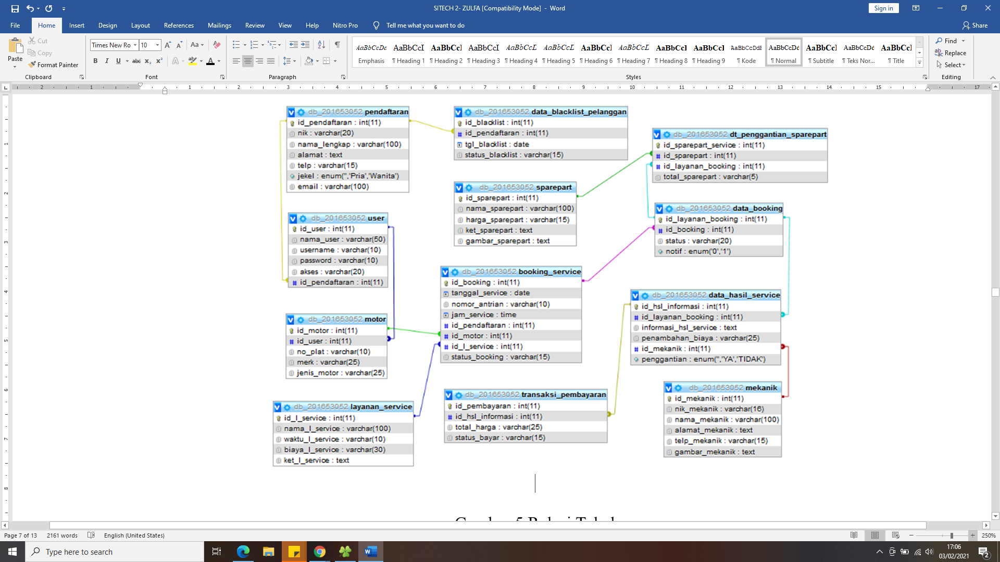 SITECH 2- ZULFA [Compatibility Mode] - Word
Sign in
File Home Insert Design Layout References Mailings Review View Help Nitro Pro Tell me what you want to do Share
Paste
Cut
Copy
Format Painter
Clipboard
Times New Ro 10
Font
Paragraph
AaBbCcDc AaBbCcI AaBbCcI AaBbCcI AaBbCcL AaBbCcL AaBbCcI AaBbCcL AaBbCcI AaBbCcI AaBbCcDdE AaBbCcDd AaBbCcI AaBbCcDd AaBbCcI
Emphasis ¶ Heading 1 ¶ Heading 2 ¶ Heading 3 ¶ Heading 4 ¶ Heading 5 ¶ Heading 6 ¶ Heading 7 ¶ Heading 8 ¶ Heading 9 ¶ Kode ¶ Normal ¶ Subtitle ¶ Teks Nor... ¶ Title
Styles
Find
Replace
Select
Editing
2 1 1 2 3 4 5 6 7 8 9 10 11 12 13 14 15 17
1 2 3 4 5 6 7 8
db_201653052 pendaftaran
id_pendaftaran : int(11)
nik : varchar(20)
nama_lengkap : varchar(100)
alamat : text
telp : varchar(15)
jekel : enum('','Pria','Wanita')
email : varchar(100)
db_201653052 data_blacklist_pelanggan
id_blacklist : int(11)
id_pendaftaran : int(11)
tgl_blacklist : date
status_blacklist : varchar(15)
db_201653052 dt_penggantian_sparepart
id_sparepart_service : int(11)
id_sparepart : int(11)
id_layanan_booking : int(11)
total_sparepart : varchar(5)
db_201653052 sparepart
id_sparepart : int(11)
nama_sparepart : varchar(100)
harga_sparepart : varchar(15)
ket_sparepart : text
gambar_sparepart : text
db_201653052 data_booking
id_layanan_booking : int(11)
id_booking : int(11)
status : varchar(20)
notif : enum('0','1')
db_201653052 user
id_user : int(11)
nama_user : varchar(50)
username : varchar(10)
password : varchar(10)
akses : varchar(20)
id_pendaftaran : int(11)
db_201653052 booking_service
id_booking : int(11)
tanggal_service : date
nomor_antrian : varchar(10)
jam_service : time
id_pendaftaran : int(11)
id_motor : int(11)
id_l_service : int(11)
status_booking : varchar(15)
db_201653052 data_hasil_service
id_hsl_informasi : int(11)
id_layanan_booking : int(11)
informasi_hsl_service : text
penambahan_biaya : varchar(25)
id_mekanik : int(11)
penggantian : enum('','YA','TIDAK')
db_201653052 motor
id_motor : int(11)
id_user : int(11)
no_plat : varchar(10)
merk : varchar(25)
jenis_motor : varchar(25)
db_201653052 layanan_service
id_l_service : int(11)
nama_l_service : varchar(100)
waktu_l_service : varchar(10)
biaya_l_service : varchar(30)
ket_l_service : text
db_201653052 transaksi_pembayaran
id_pembayaran : int(11)
id_hsl_informasi : int(11)
total_harga : varchar(25)
status_bayar : varchar(15)
db_201653052 mekanik
id_mekanik : int(11)
nik_mekanik : varchar(16)
nama_mekanik : varchar(100)
alamat_mekanik : text
telp_mekanik : varchar(15)
gambar_mekanik : text
Gambar 5 Relasi Tabel
Page 7 of 13 2161 words English (United States) 250%
Type here to search
17:06
03/02/2021
2